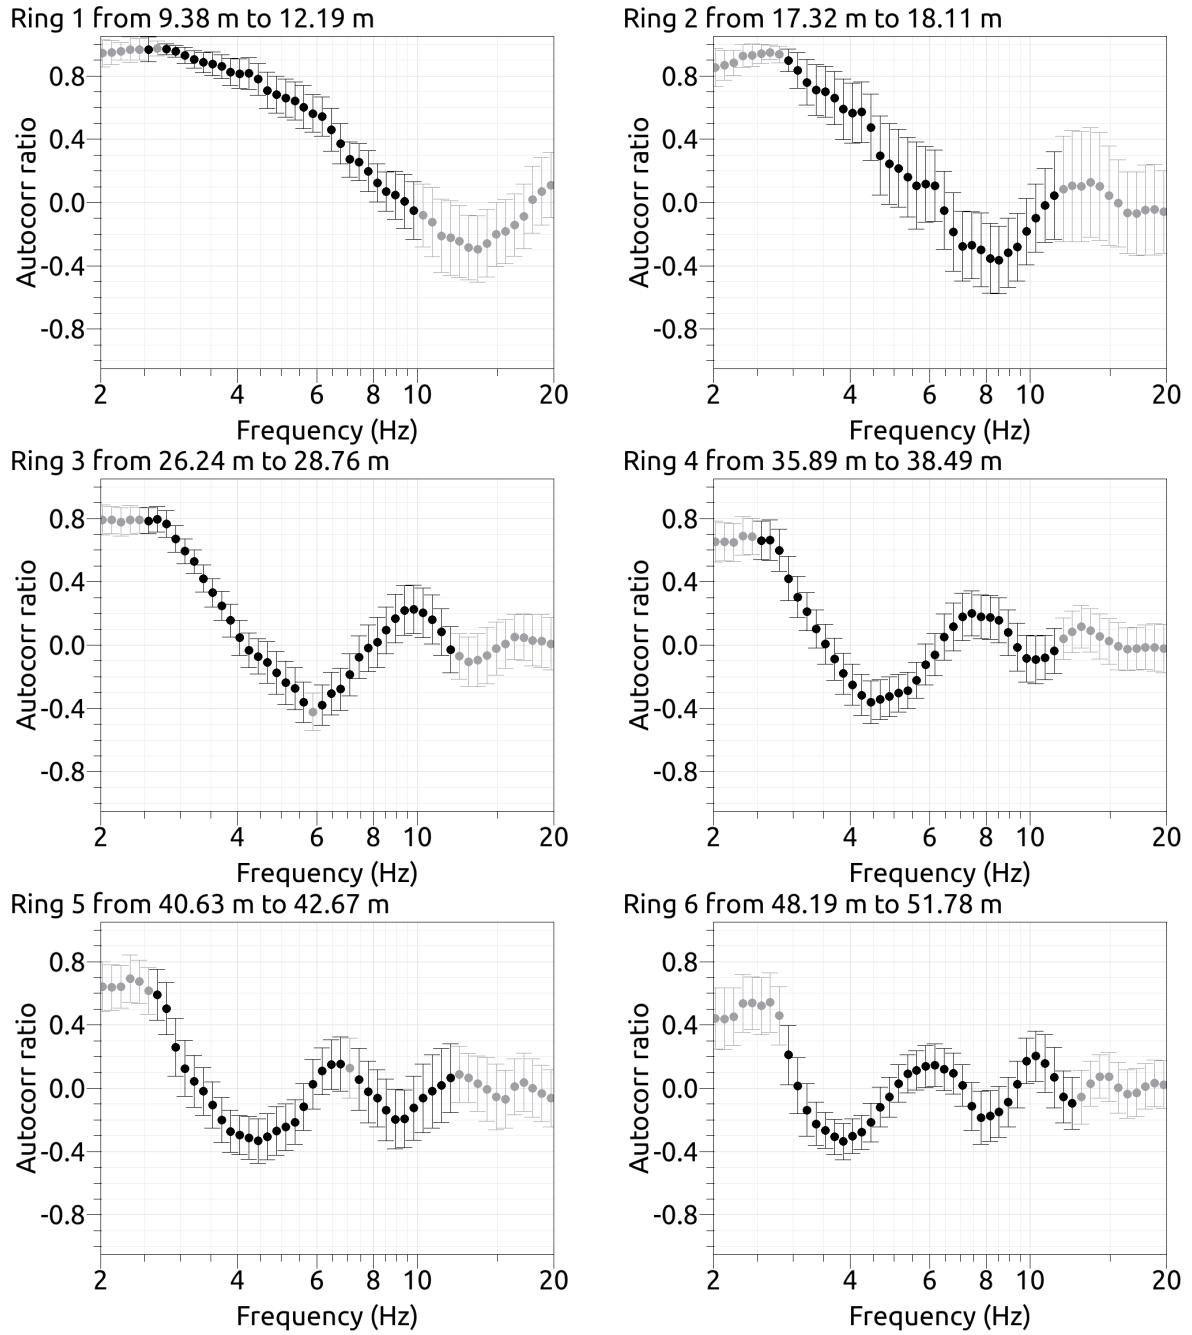 Ring 1 from 9.38 m to 12.19 m
Autocorr ratio
0.8
0.4
0.0
-0.4
-0.8
2 4 6 8 10 20
Frequency (Hz)
Ring 2 from 17.32 m to 18.11 m
Autocorr ratio
0.8
0.4
0.0
-0.4
-0.8
2 4 6 8 10 20
Frequency (Hz)
Ring 3 from 26.24 m to 28.76 m
Autocorr ratio
0.8
0.4
0.0
-0.4
-0.8
2 4 6 8 10 20
Frequency (Hz)
Ring 4 from 35.89 m to 38.49 m
Autocorr ratio
0.8
0.4
0.0
-0.4
-0.8
2 4 6 8 10 20
Frequency (Hz)
Ring 5 from 40.63 m to 42.67 m
Autocorr ratio
0.8
0.4
0.0
-0.4
-0.8
2 4 6 8 10 20
Frequency (Hz)
Ring 6 from 48.19 m to 51.78 m
Autocorr ratio
0.8
0.4
0.0
-0.4
-0.8
2 4 6 8 10 20
Frequency (Hz)